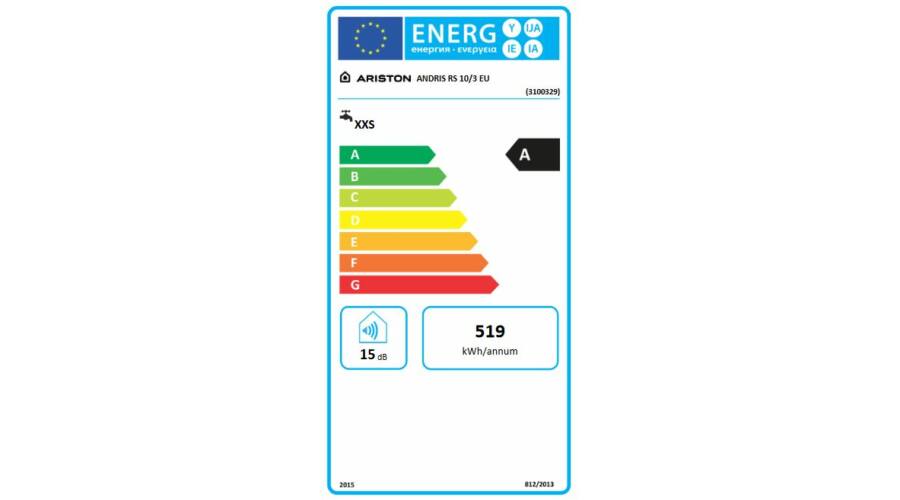 ENERG Y IJA
енергия · ενεργεια IE IA
ARISTON ANDRIS RS 10/3 EU
(3100329)
XXS
A A
B
C
D
E
F
G
519
15 dB kWh/annum
2015 812/2013